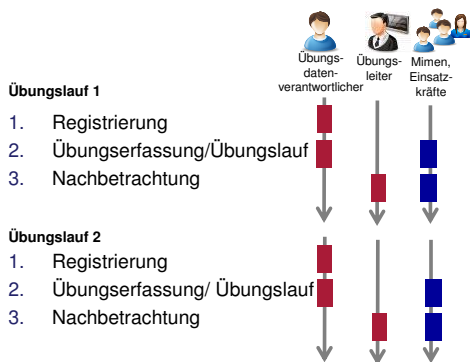 Übungs-
daten-
verantwortlicher
Übungs-
leiter
Mimen,
Einsatz-
kräfte
Übungslauf 1
1. Registrierung
2. Übungserfassung/Übungslauf
3. Nachbetrachtung
Übungslauf 2
1. Registrierung
2. Übungserfassung/ Übungslauf
3. Nachbetrachtung